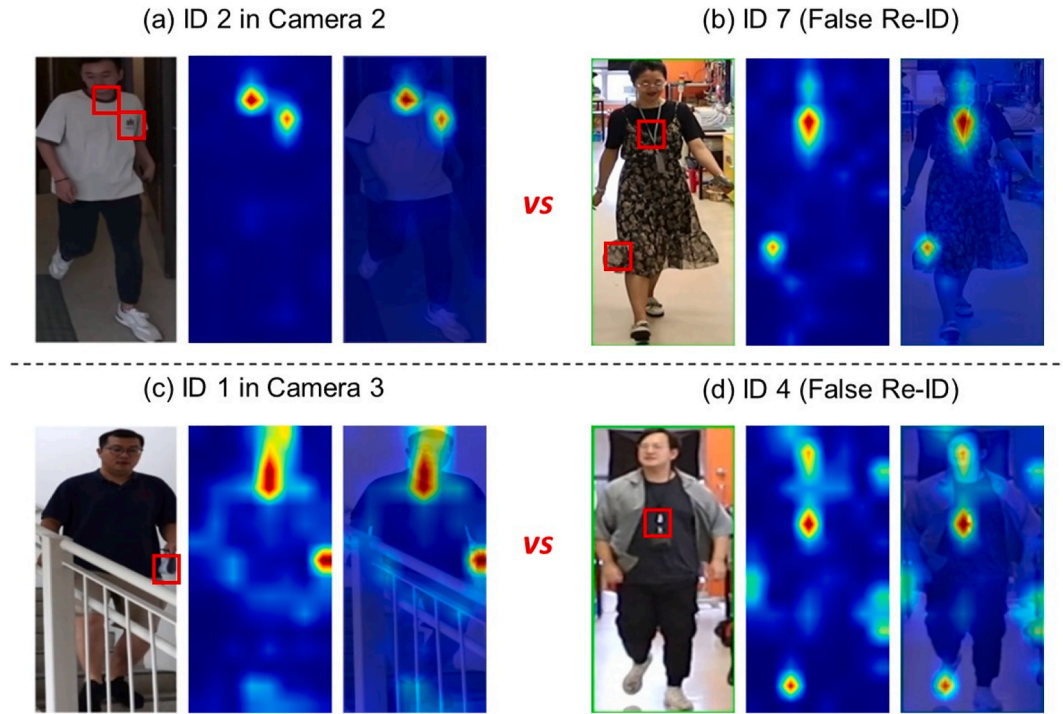 (a) ID 2 in Camera 2
(b) ID 7 (False Re-ID)
vs
(c) ID 1 in Camera 3
(d) ID 4 (False Re-ID)
vs